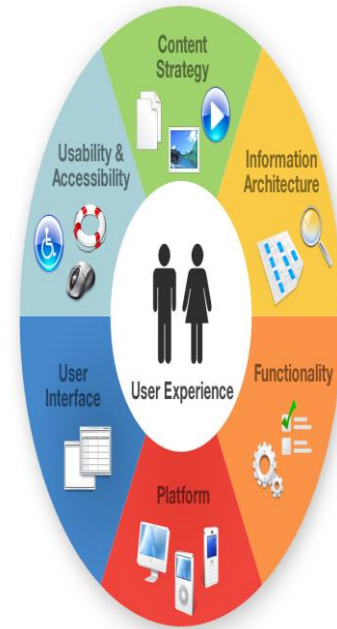 Content
Strategy
Usability &
Accessibility
Information
Architecture
User Experience
User
Interface
Functionality
Platform